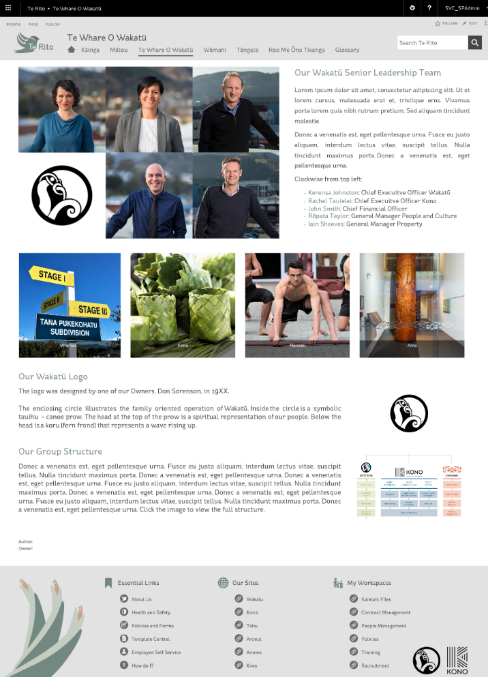 Te Rito • Te Whare O Wakatū
SVC_SPAdmin
BROWSE PAGE PUBLISH
FOLLOW EDIT
Te Rito
Te Whare O Wakatū
Kāinga Mātou Te Whare O Wakatū Wāmahi Tāngata Reo Me Ōna Tikanga Glossary
Search Te Rito
Our Wakatū Senior Leadership Team
Lorem ipsum dolor sit amet, consectetur adipiscing elit. Ut et
lorem cursus, malesuada erat et, tristique eros. Vivamus
porta lorem quis nibh rutrum pretium. Sed aliquam tincidunt
molestie.
Donec a venenatis est, eget pellentesque urna. Fusce eu justo
aliquam, interdum lectus vitae, suscipit tellus. Nulla
tincidunt maximus porta. Donec a venenatis est, eget
pellentesque urna.
Clockwise from top left:
- Kerensa Johnston: Chief Executive Officer Wakatū
- Rachel Taulelei: Chief Executive Officer Kono
- John Smith: Chief Financial Officer
- Rōpata Taylor: General Manager People and Culture
- Iain Sheaves: General Manager Property
STAGE I
STAGE II
STAGE III
TANA PUKEKOHATU
SUBDIVISION
Whenua
Kono
Manaaki
Aroa
Our Wakatū Logo
The logo was designed by one of our Owners, Don Sorenson, in 19XX.
The enclosing circle illustrates the family oriented operation of Wakatū. Inside the circle is a symbolic
tauihu - canoe prow. The head at the top of the prow is a spiritual representation of our people. Below the
head is a koru (fern frond) that represents a wave rising up.
Our Group Structure
Donec a venenatis est, eget pellentesque urna. Fusce eu justo aliquam, interdum lectus vitae, suscipit
tellus. Nulla tincidunt maximus porta. Donec a venenatis est, eget pellentesque urna. Donec a venenatis
est, eget pellentesque urna. Fusce eu justo aliquam, interdum lectus vitae, suscipit tellus. Nulla tincidunt
maximus porta. Donec a venenatis est, eget pellentesque urna. Donec a venenatis est, eget pellentesque
urna. Fusce eu justo aliquam, interdum lectus vitae, suscipit tellus. Nulla tincidunt maximus porta. Donec
a venenatis est, eget pellentesque urna. Click the image to view the full structure.
KONO
Author:
Owner:
Essential Links
About Us
Health and Safety
Policies and Forms
Template Central
Employee Self Service
How do I?
Our Sites
Wakatu
Kono
Tohu
Aronui
Annies
Kiwa
My Workspaces
Kaimahi Files
Contract Management
People Management
Policies
Training
Recruitment
KONO